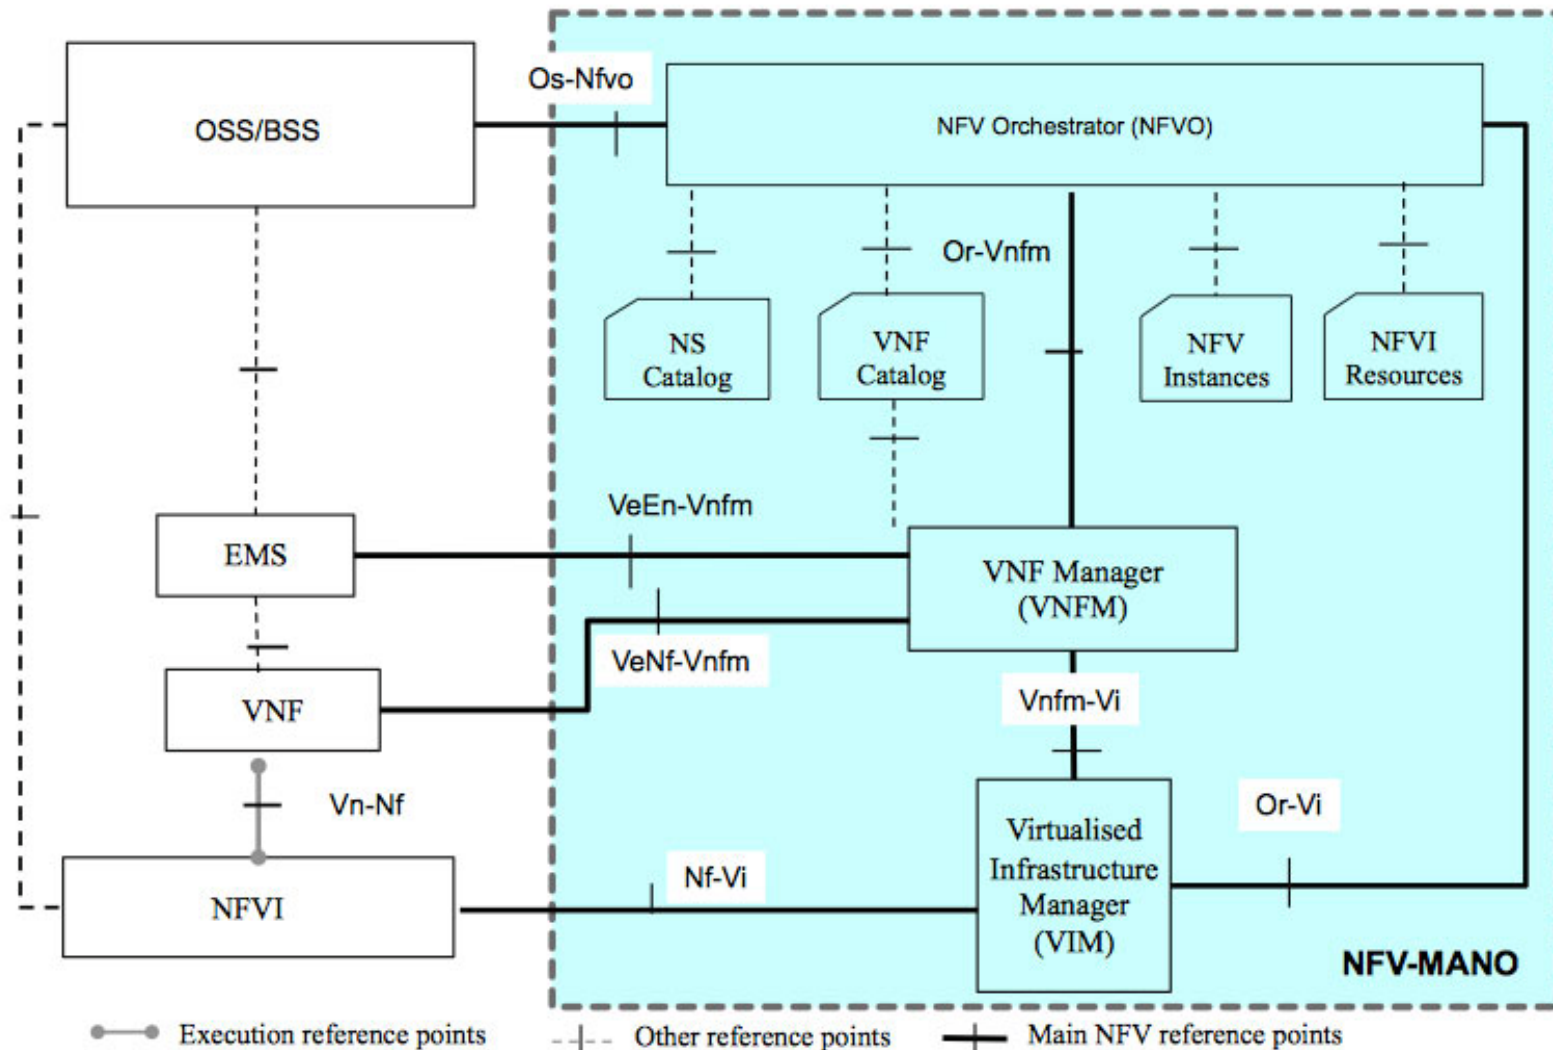 Os-Nfvo
OSS/BSS
NFV Orchestrator (NFVO)
Or-Vnfm
NS
Catalog
VNF
Catalog
NFV
Instances
NFVI
Resources
VeEn-Vnfm
EMS
VNF Manager
(VNFM)
VeNf-Vnfm
VNF
Vnfm-Vi
Vn-Nf
Or-Vi
Virtualised
Infrastructure
Manager
(VIM)
Nf-Vi
NFVI
NFV-MANO
Execution reference points
Other reference points
Main NFV reference points